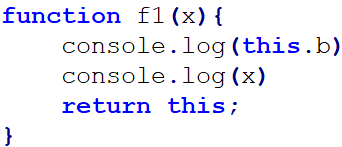 function f1(x){
    console.log(this.b)
    console.log(x)
    return this;
}